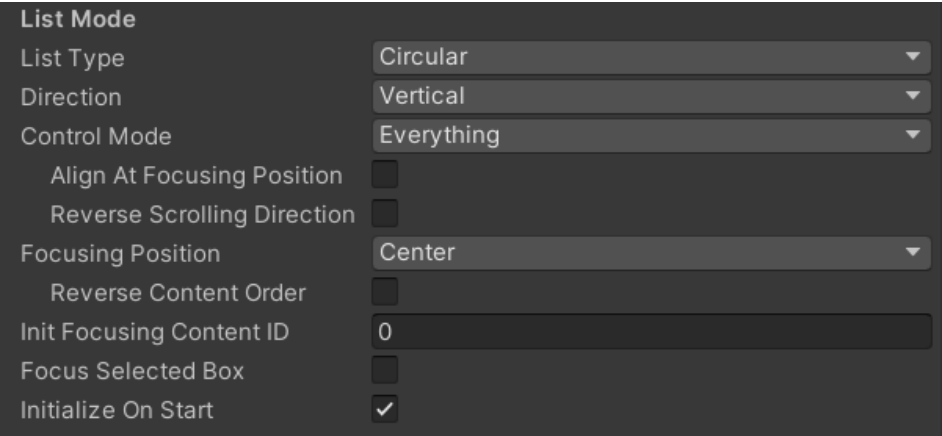 List Mode
List Type Circular
Direction Vertical
Control Mode Everything
Align At Focusing Position
Reverse Scrolling Direction
Focusing Position Center
Reverse Content Order
Init Focusing Content ID 0
Focus Selected Box
Initialize On Start